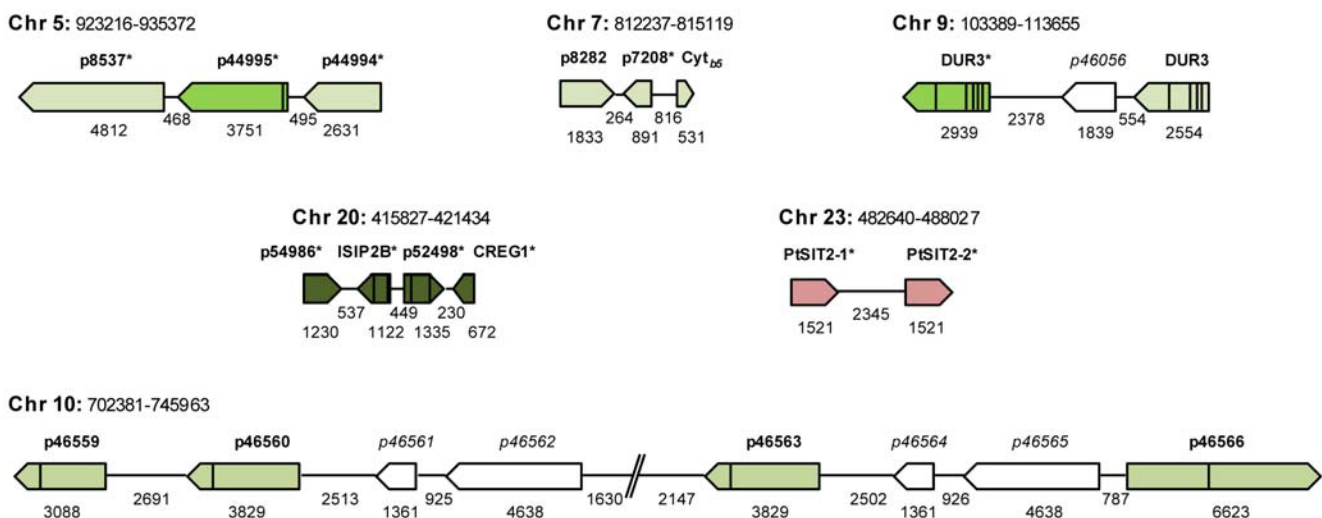 Chr 5: 923216-935372
p8537* p44995* p44994*
4812 468 3751 495 2631
Chr 7: 812237-815119
p8282 p7208* Cyt b5
1833 264 891 816 531
Chr 9: 103389-113655
DUR3* p46056 DUR3
2939 2378 1839 554 2554
Chr 20: 415827-421434
p54986* ISIP2B* p52498* CREG1*
1230 537 1122 449 1335 230 672
Chr 23: 482640-488027
PtSIT2-1* PtSIT2-2*
1521 2345 1521
Chr 10: 702381-745963
p46559 p46560 p46561 p46562 p46563 p46564 p46565 p46566
3088 2691 3829 2513 1361 925 4638 1630 2147 3829 2502 1361 926 4638 787 6623